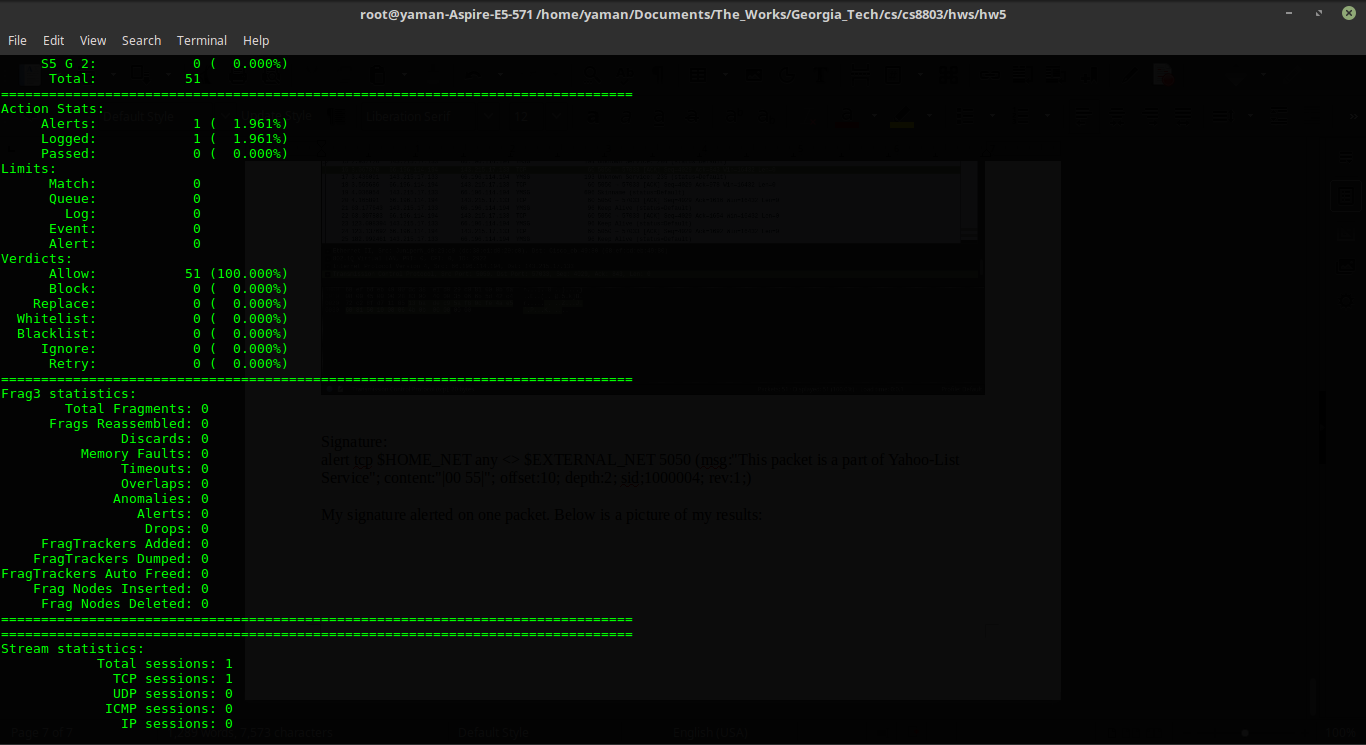 root@yaman-Aspire-E5-571 /home/yaman/Documents/The_Works/Georgia_Tech/cs/cs8803/hws/hw5
File Edit View Search Terminal Help
S5 G 2: 0 ( 0.000%)
Total: 51
===============================================================================
Action Stats:
Alerts: 1 ( 1.961%)
Logged: 1 ( 1.961%)
Passed: 0 ( 0.000%)
Limits:
Match: 0
Queue: 0
Log: 0
Event: 0
Alert: 0
Verdicts:
Allow: 51 (100.000%)
Block: 0 ( 0.000%)
Replace: 0 ( 0.000%)
Whitelist: 0 ( 0.000%)
Blacklist: 0 ( 0.000%)
Ignore: 0 ( 0.000%)
Retry: 0 ( 0.000%)
===============================================================================
Frag3 statistics:
Total Fragments: 0
Frags Reassembled: 0
Discards: 0
Memory Faults: 0
Timeouts: 0
Overlaps: 0
Anomalies: 0
Alerts: 0
Drops: 0
FragTrackers Added: 0
FragTrackers Dumped: 0
FragTrackers Auto Freed: 0
Frag Nodes Inserted: 0
Frag Nodes Deleted: 0
===============================================================================
===============================================================================
Stream statistics:
Total sessions: 1
TCP sessions: 1
UDP sessions: 0
ICMP sessions: 0
IP sessions: 0
Default Style
Liberation Serif
Signature:
alert tcp $HOME_NET any <> $EXTERNAL_NET 5050 (msg:"This packet is a part of Yahoo-List
Service"; content:"|00 55|"; offset:10; depth:2; sid:1000004; rev:1;)
My signature alerted on one packet. Below is a picture of my results:
Default Style
English (USA)
100%